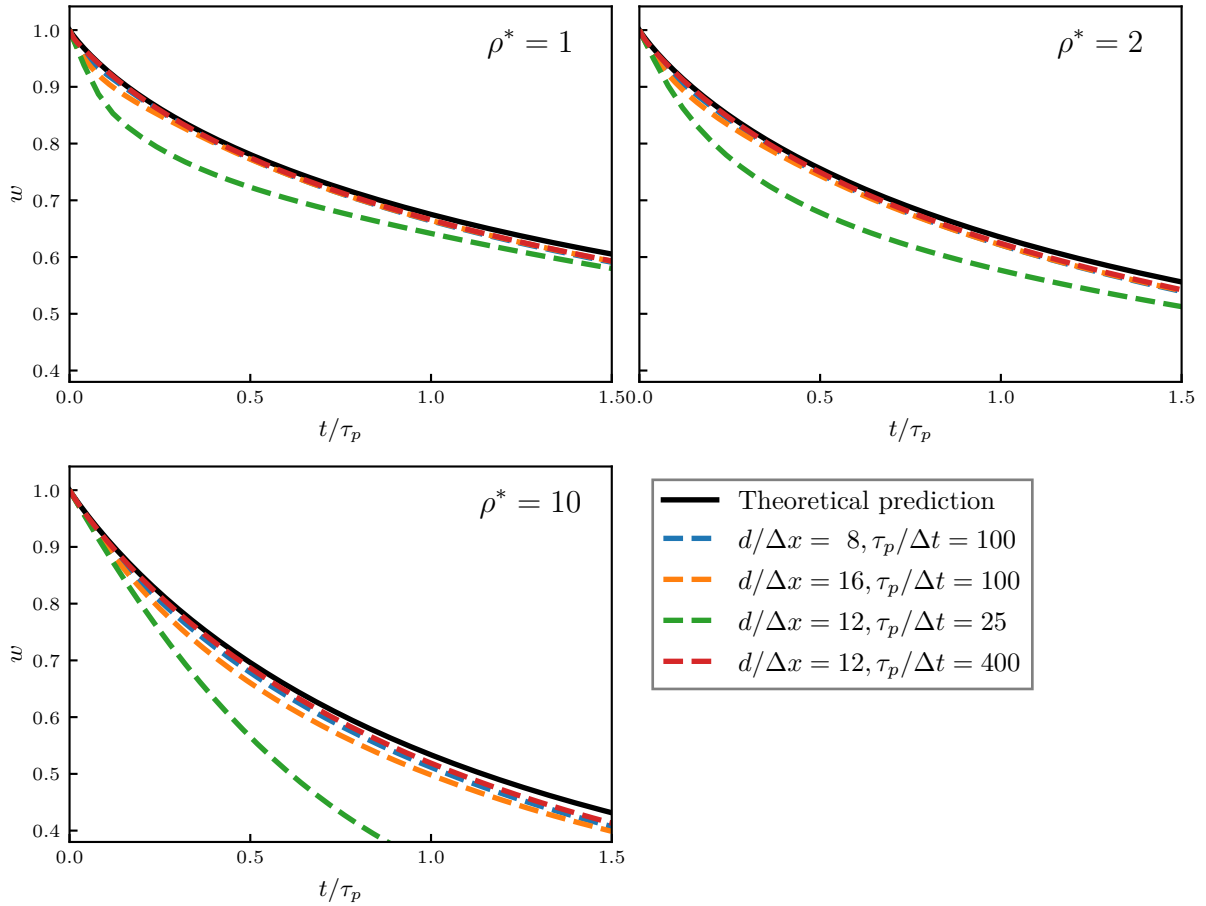 ρ* = 1
1.0
0.9
0.8
0.7
0.6
0.5
0.4
w
0.0 0.5 1.0 1.5
t/τp
ρ* = 2
0.0 0.5 1.0 1.5
t/τp
ρ* = 10
1.0
0.9
0.8
0.7
0.6
0.5
0.4
w
0.0 0.5 1.0 1.5
t/τp
Theoretical prediction
d/Δx = 8, τp/Δt = 100
d/Δx = 16, τp/Δt = 100
d/Δx = 12, τp/Δt = 25
d/Δx = 12, τp/Δt = 400